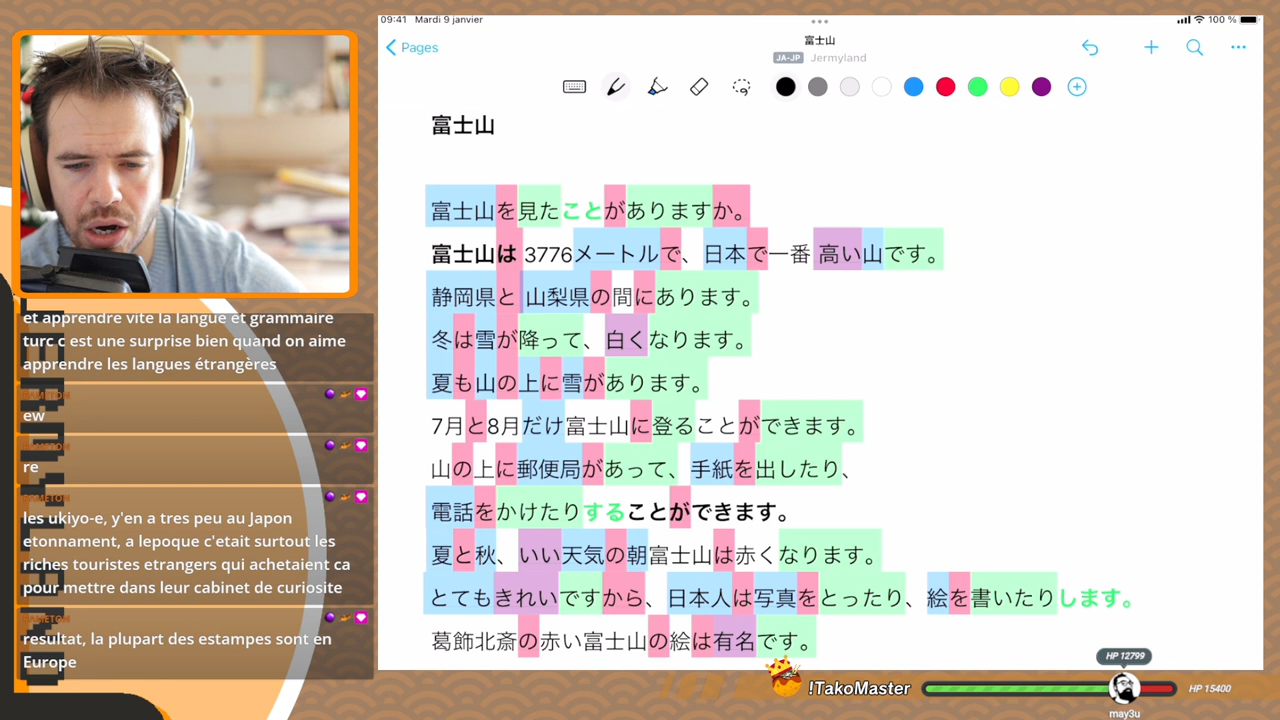 09:41 Mardi 9 janvier
100 %
Pages
富士山
JA-JP Jermyland
富士山
富士山を見たことがありますか。
富士山は 3776メートルで、日本で一番 高い山です。
静岡県と 山梨県の間にあります。
冬は雪が降って、白くなります。
夏も山の上に雪があります。
7月と8月だけ富士山に登ることができます。
山の上に郵便局があって、手紙を出したり、
電話をかけたりすることができます。
夏と秋、いい天気の朝富士山は赤くなります。
とてもきれいですから、日本人は写真をとったり、絵を書いたりします。
葛飾北斎の赤い富士山の絵は有名です。
et apprendre vite la langue et grammaire
turc c est une surprise bien quand on aime
apprendre les langues étrangères
ew
re
les ukiyo-e, y'en a tres peu au Japon
etonnament, a lepoque c'etait surtout les
riches touristes etrangers qui achetaient ca
pour mettre dans leur cabinet de curiosite
resultat, la plupart des estampes sont en
Europe
HP 12799
!TakoMaster
HP 15400
may3u